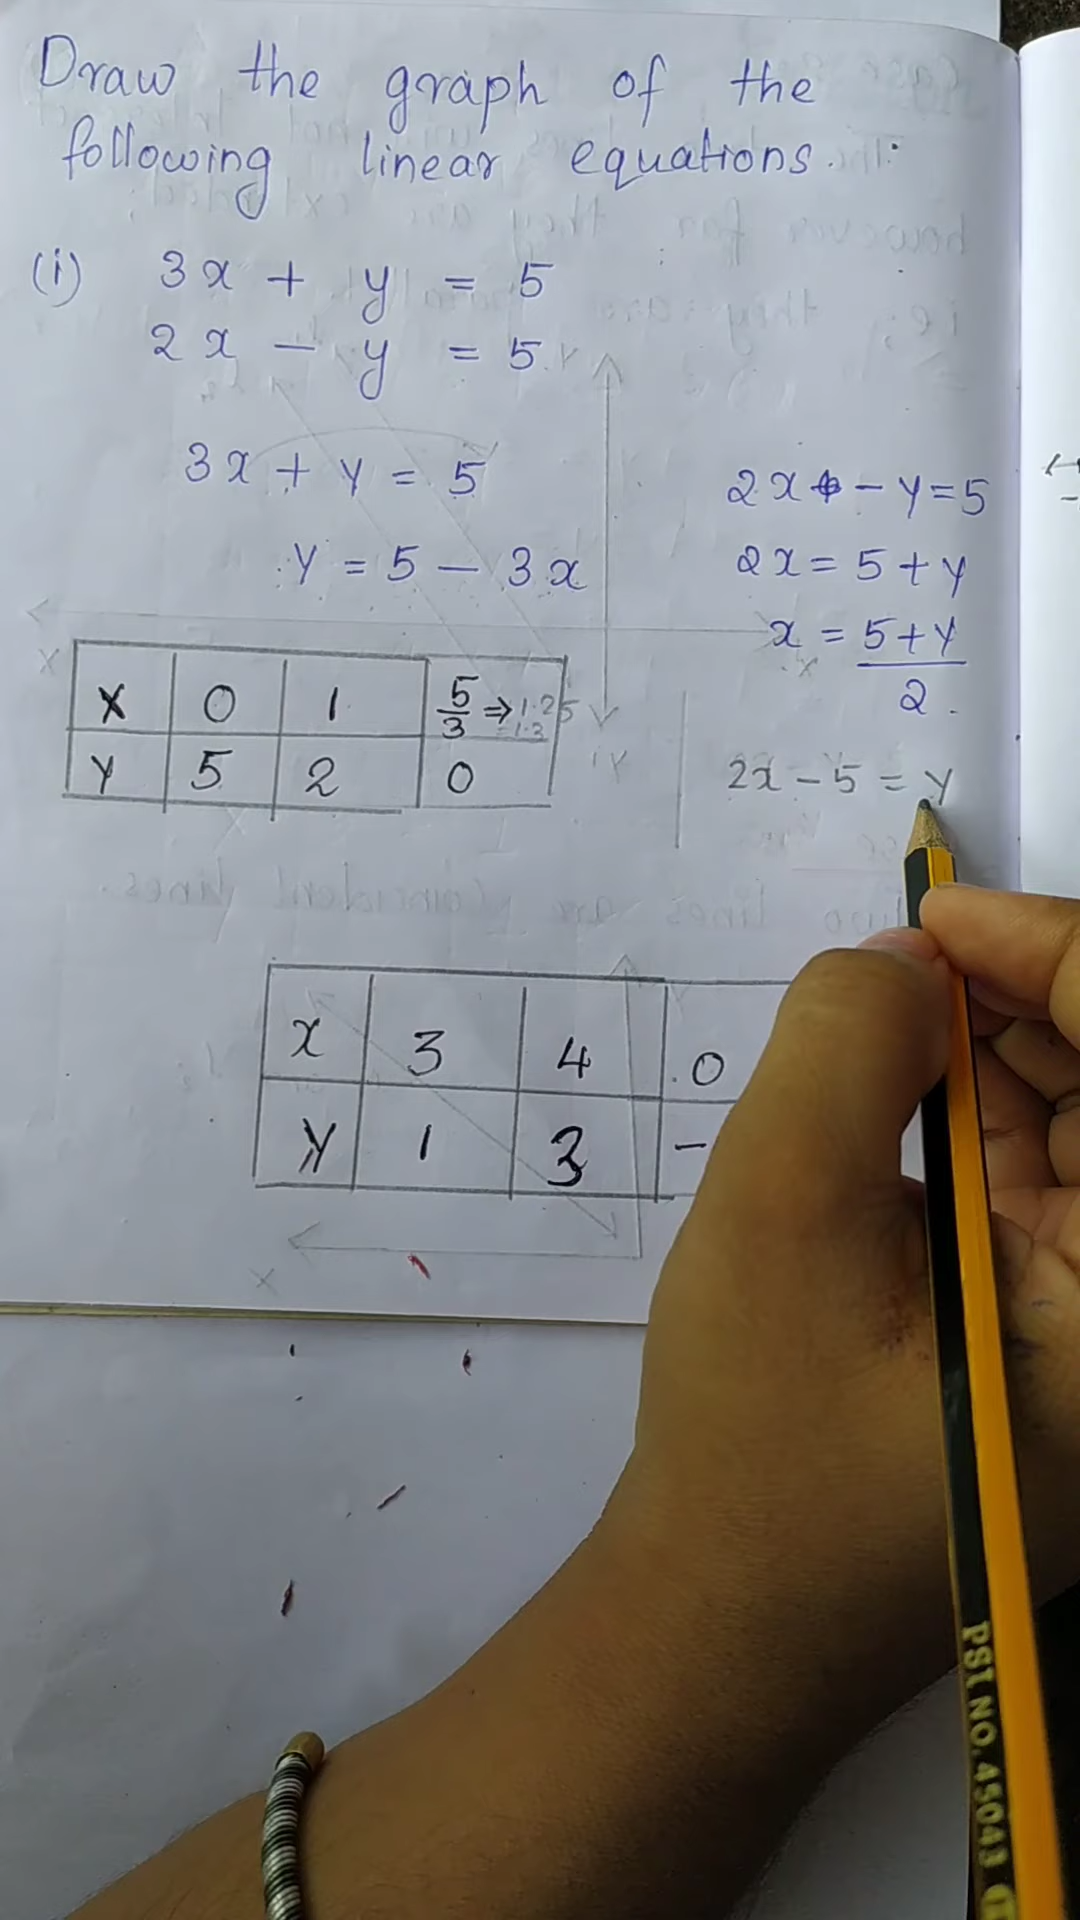 Draw the graph of the
following linear equations.
(i) 3x + y = 5
2x - y = 5
3x + y = 5
y = 5 - 3x
2x - y = 5
2x = 5 + y
x = 5+y
2.
X 0 1 5/3 ⇒ 1.25
= 1.3
Y 5 2 0
2x - 5 = y
x 3 4 0
y 1 3 -
PSI NO. 45043